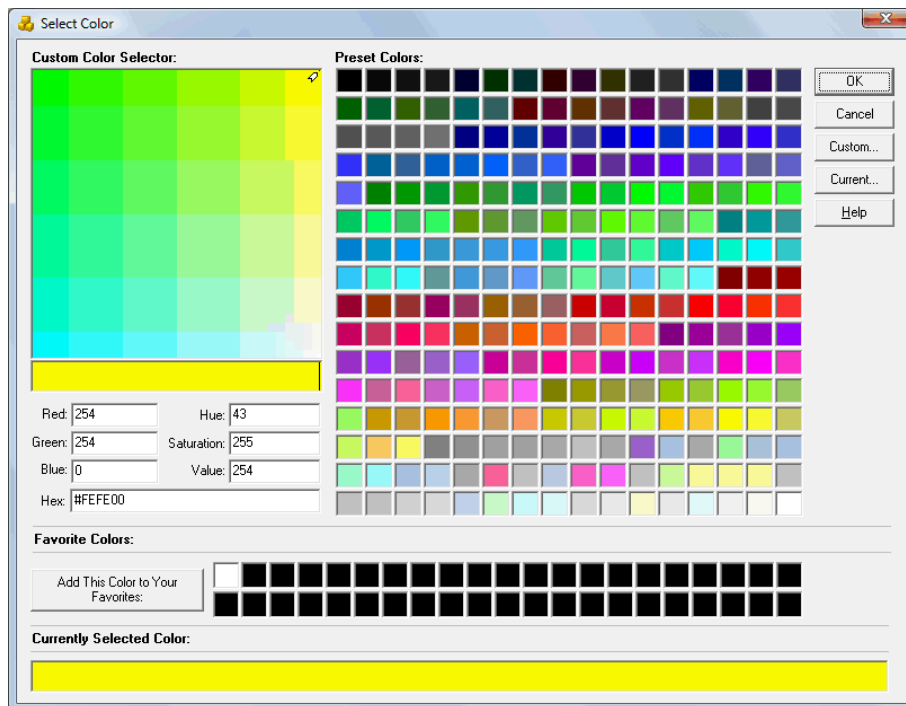 Select Color
Custom Color Selector:
Preset Colors:
OK
Cancel
Custom...
Current...
Help
Red: 254
Hue: 43
Green: 254
Saturation: 255
Blue: 0
Value: 254
Hex: #FEFE00
Favorite Colors:
Add This Color to Your
Favorites:
Currently Selected Color: